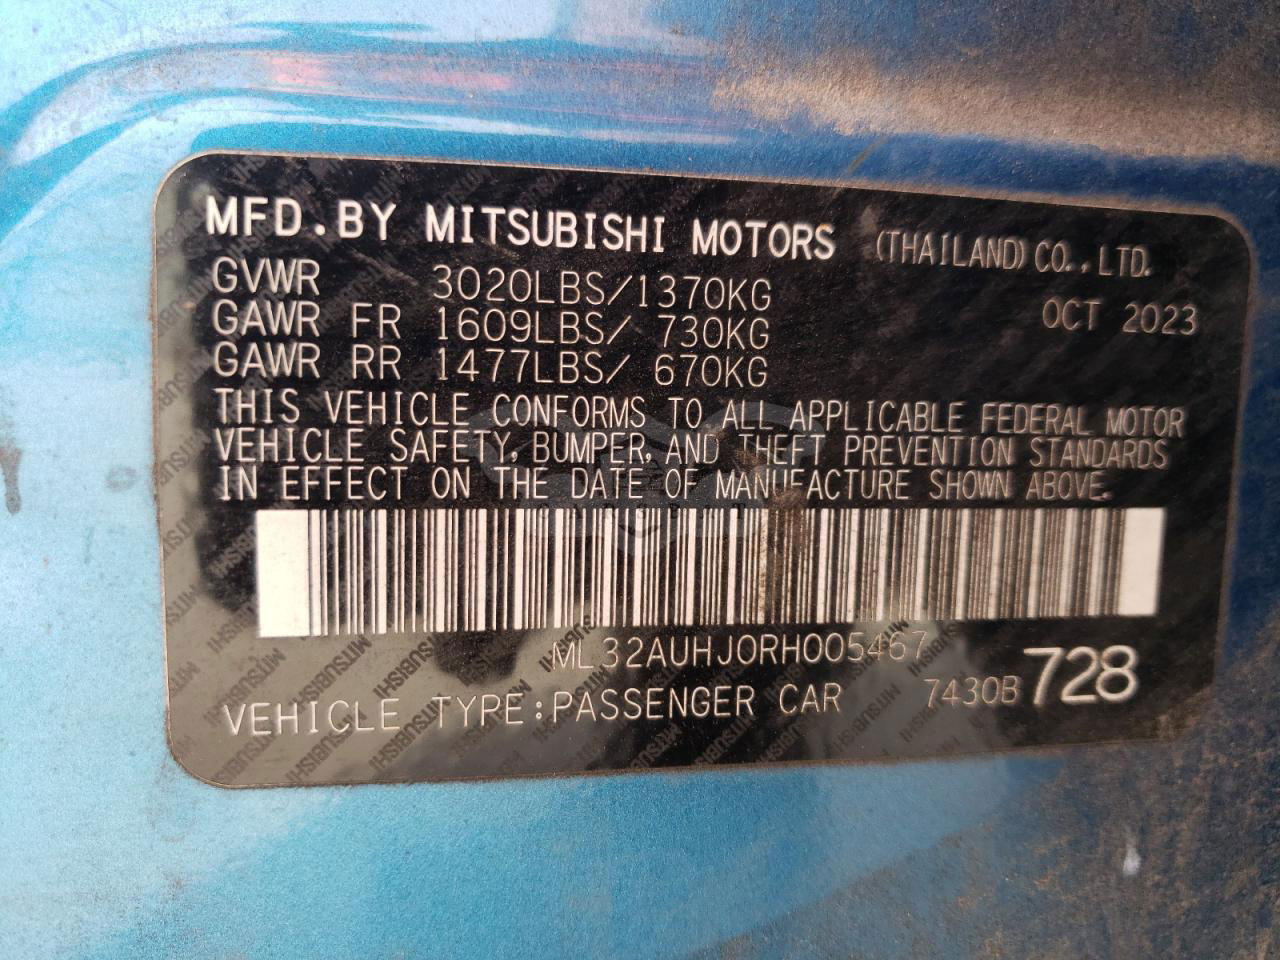 MFD.BY MITSUBISHI MOTORS (THAILAND) CO.,LTD.
GVWR 3020LBS/1370KG OCT 2023
GAWR FR 1609LBS/ 730KG
GAWR RR 1477LBS/ 670KG
THIS VEHICLE CONFORMS TO ALL APPLICABLE FEDERAL MOTOR
VEHICLE SAFETY, BUMPER, AND THEFT PREVENTION STANDARDS
IN EFFECT ON THE DATE OF MANUFACTURE SHOWN ABOVE.
ML32AUHJ0RH005467
VEHICLE TYPE:PASSENGER CAR 7430B 728